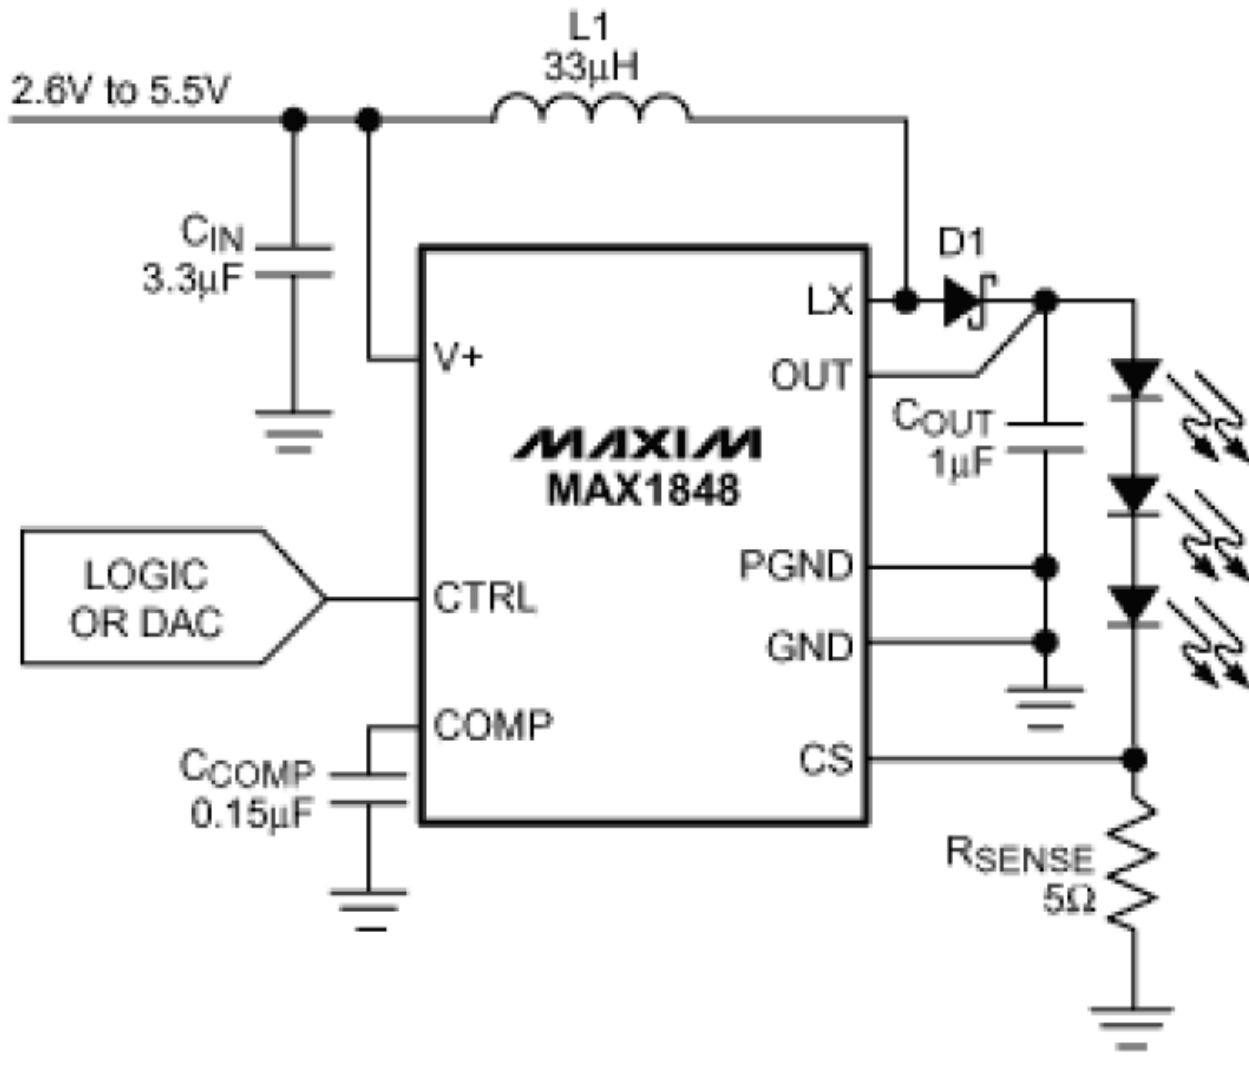 L1
33µH
2.6V to 5.5V
CIN
3.3µF
D1
LX
V+
OUT
COUT
1µF
MAXIM
MAX1848
PGND
LOGIC
OR DAC
CTRL
GND
COMP
CS
CCOMP
0.15µF
RSENSE
5Ω